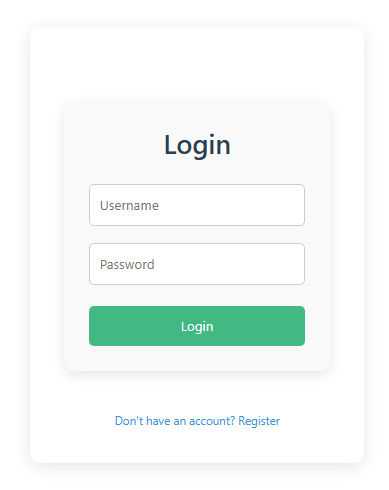 Login
Username
Password
Login
Don't have an account? Register